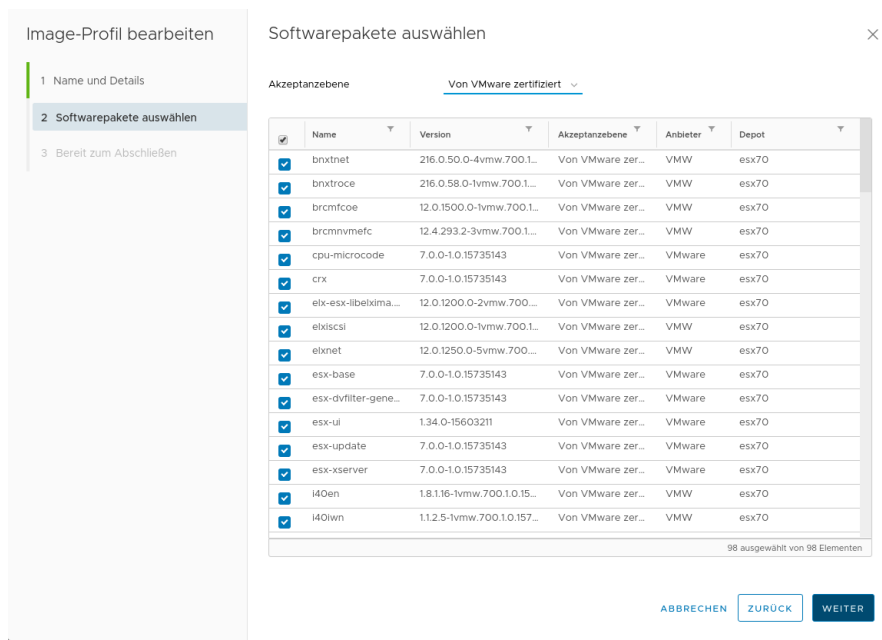 Image-Profil bearbeiten
1 Name und Details
2 Softwarepakete auswählen
3 Bereit zum Abschließen
Softwarepakete auswählen
Akzeptanzebene Von VMware zertifiziert
Name Version Akzeptanzebene Anbieter Depot
bnxtnet 216.0.50.0-4vmw.700.1... Von VMware zer... VMW esx70
bnxtroce 216.0.58.0-1vmw.700.1.... Von VMware zer... VMW esx70
brcmfcoe 12.0.1500.0-1vmw.700.1... Von VMware zer... VMW esx70
brcmnvmefc 12.4.293.2-3vmw.700.1.... Von VMware zer... VMW esx70
cpu-microcode 7.0.0-1.0.15735143 Von VMware zer... VMware esx70
crx 7.0.0-1.0.15735143 Von VMware zer... VMware esx70
elx-esx-libelxima.... 12.0.1200.0-2vmw.700.... Von VMware zer... VMW esx70
elxiscsi 12.0.1200.0-1vmw.700.1... Von VMware zer... VMW esx70
elxnet 12.0.1250.0-5vmw.700.... Von VMware zer... VMW esx70
esx-base 7.0.0-1.0.15735143 Von VMware zer... VMware esx70
esx-dvfilter-gene... 7.0.0-1.0.15735143 Von VMware zer... VMware esx70
esx-ui 1.34.0-15603211 Von VMware zer... VMware esx70
esx-update 7.0.0-1.0.15735143 Von VMware zer... VMware esx70
esx-xserver 7.0.0-1.0.15735143 Von VMware zer... VMware esx70
i40en 1.8.1.16-1vmw.700.1.0.15... Von VMware zer... VMW esx70
i40iwn 1.1.2.5-1vmw.700.1.0.157... Von VMware zer... VMW esx70
98 ausgewählt von 98 Elementen
ABBRECHEN ZURÜCK WEITER